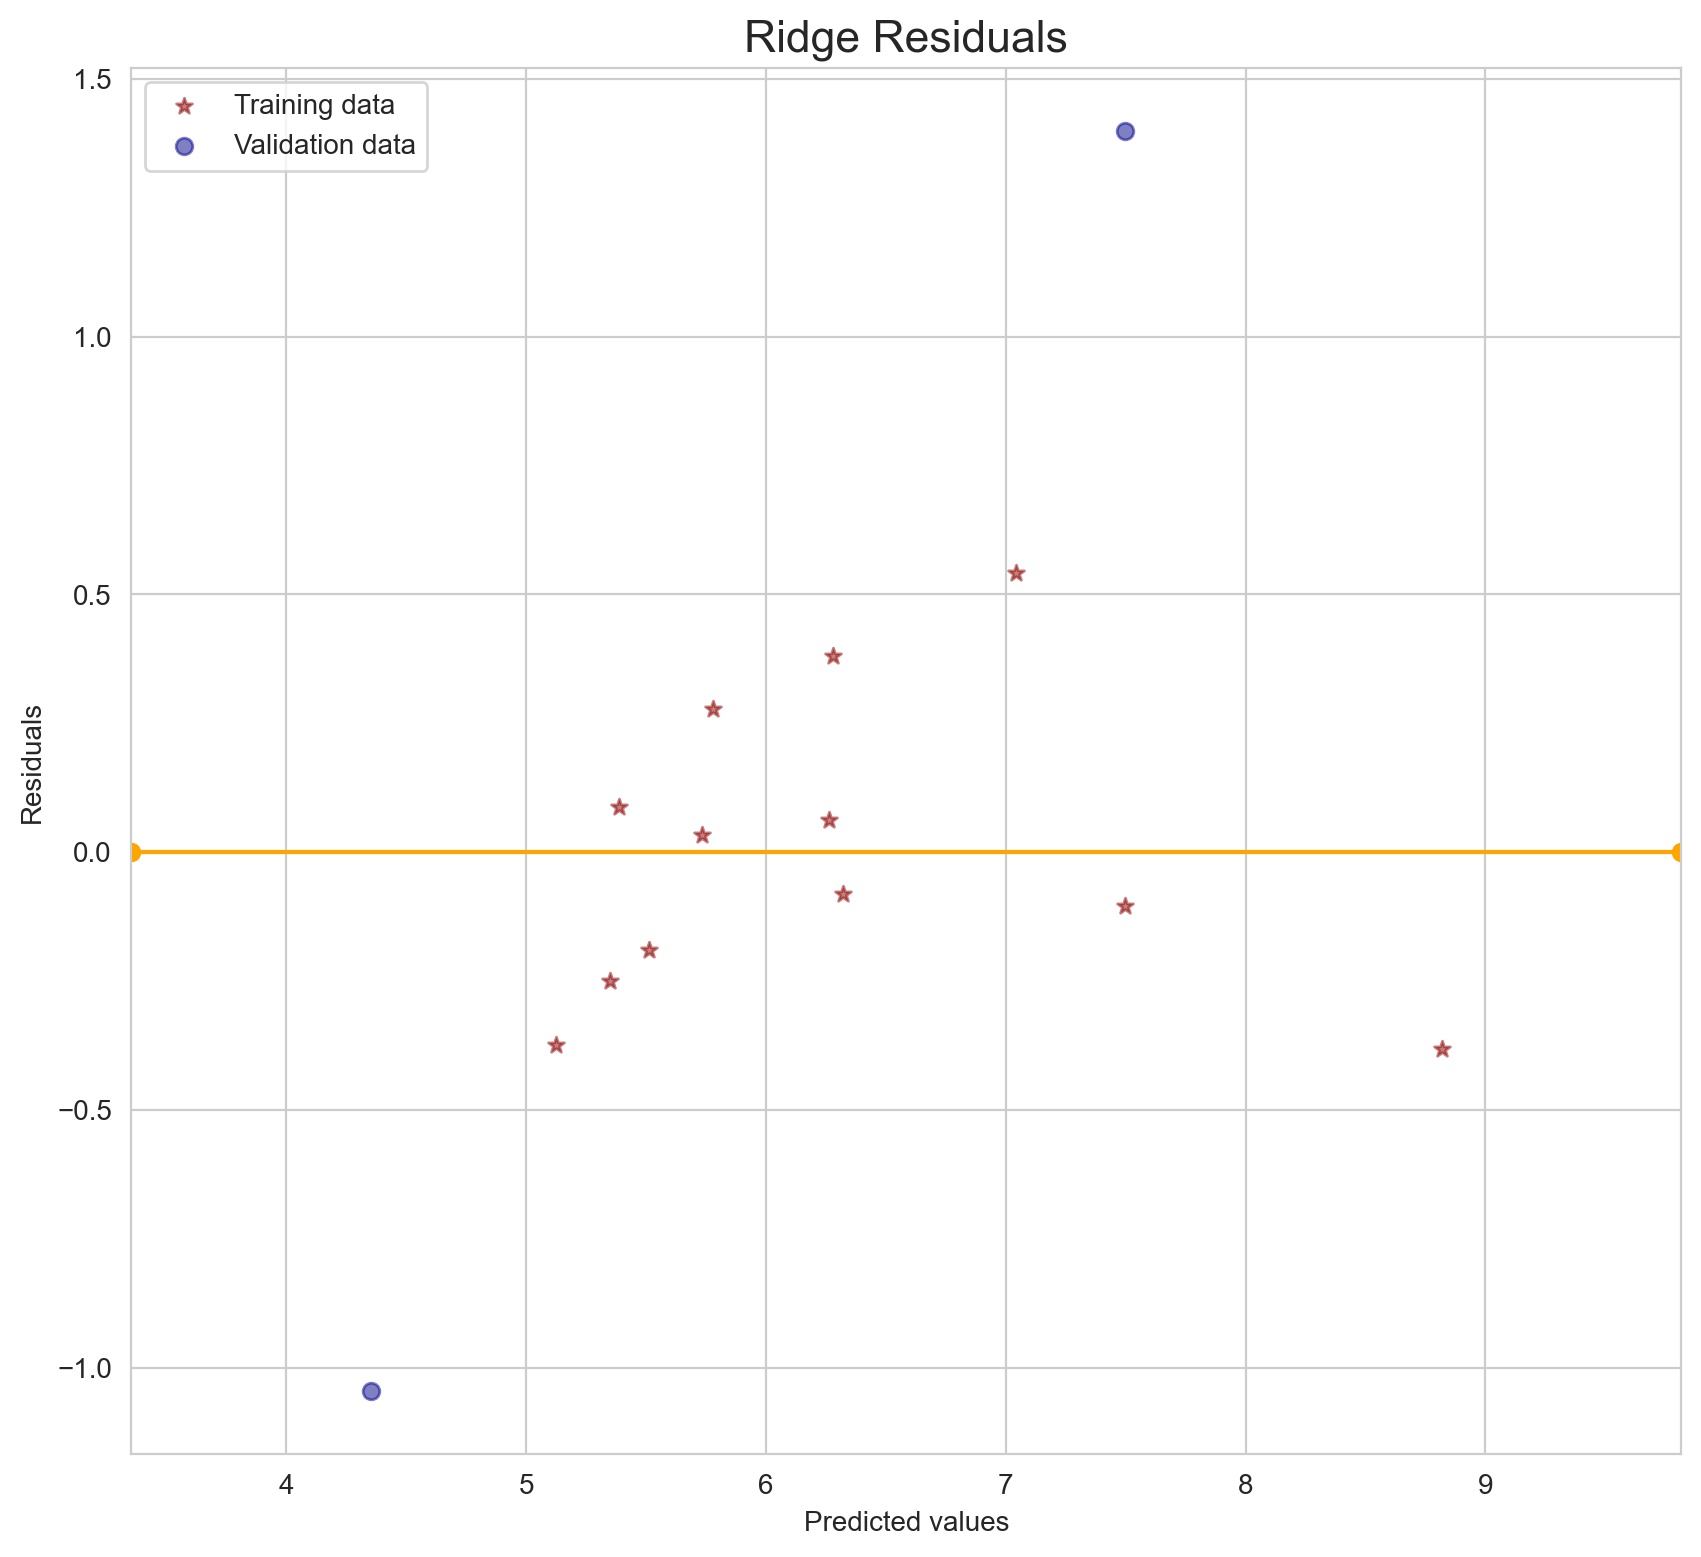 Ridge Residuals
Training data
Validation data
1.5
1.0
0.5
0.0
−0.5
−1.0
Residuals
4 5 6 7 8 9
Predicted values